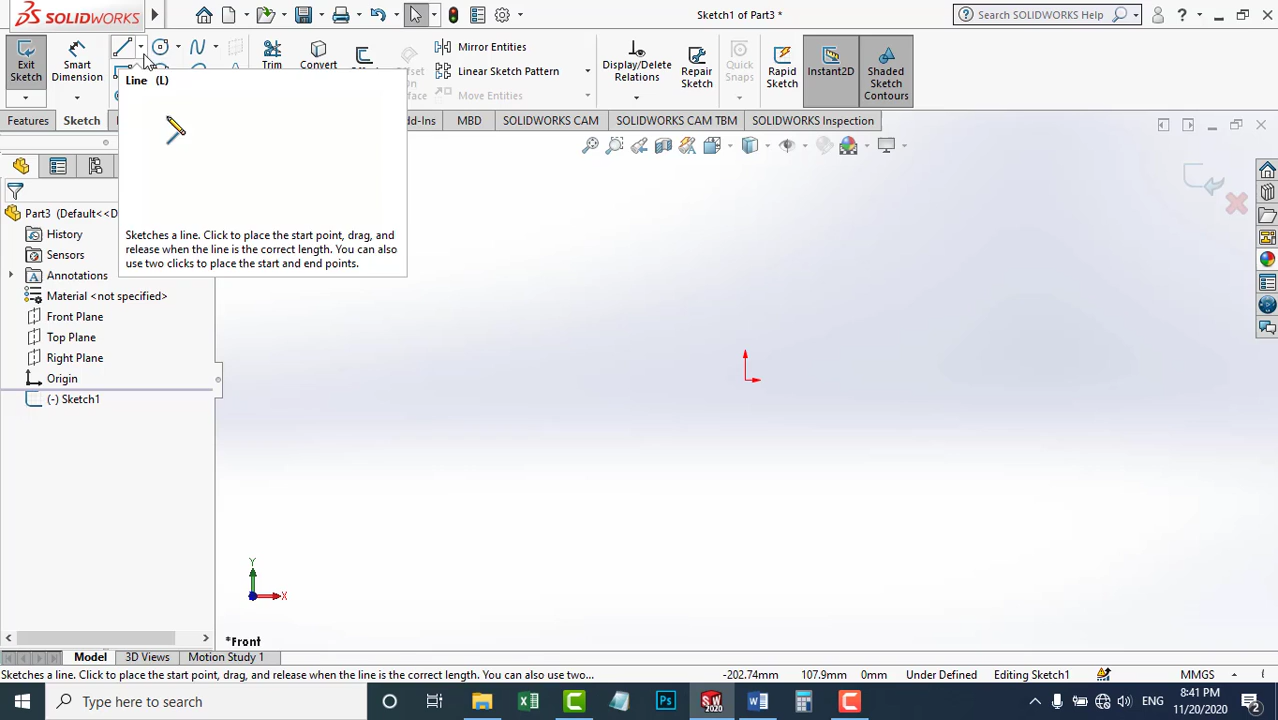 SOLIDWORKS
Sketch1 of Part3 *
Search SOLIDWORKS Help
?
Exit
Sketch
Smart
Dimension
Trim
Convert
Mirror Entities
Linear Sketch Pattern
Move Entities
Display/Delete
Relations
Repair
Sketch
Quick
Snaps
Rapid
Sketch
Instant2D
Shaded
Sketch
Contours
Line (L)
Sketches a line. Click to place the start point, drag, and
release when the line is the correct length. You can also
use two clicks to place the start and end points.
Features
Sketch
dd-Ins
MBD
SOLIDWORKS CAM
SOLIDWORKS CAM TBM
SOLIDWORKS Inspection
Part3 (Default<<D
History
Sensors
Annotations
Material <not specified>
Front Plane
Top Plane
Right Plane
Origin
(-) Sketch1
Y
X
*Front
Model
3D Views
Motion Study 1
Sketches a line. Click to place the start point, drag, and release when the line is the correct length. You can also use two...
-202.74mm
107.9mm
0mm
Under Defined
Editing Sketch1
MMGS
Type here to search
Ps
SW
2020
ENG
8:41 PM
11/20/2020
2